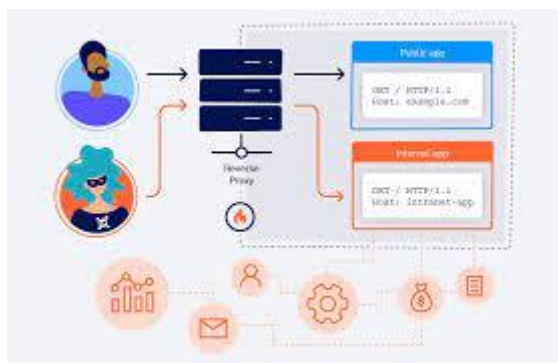 Public app
GET / HTTP/1.1
Host: example.com
Reverse
Proxy
Internal app
GET / HTTP/1.1
Host: intranet-app